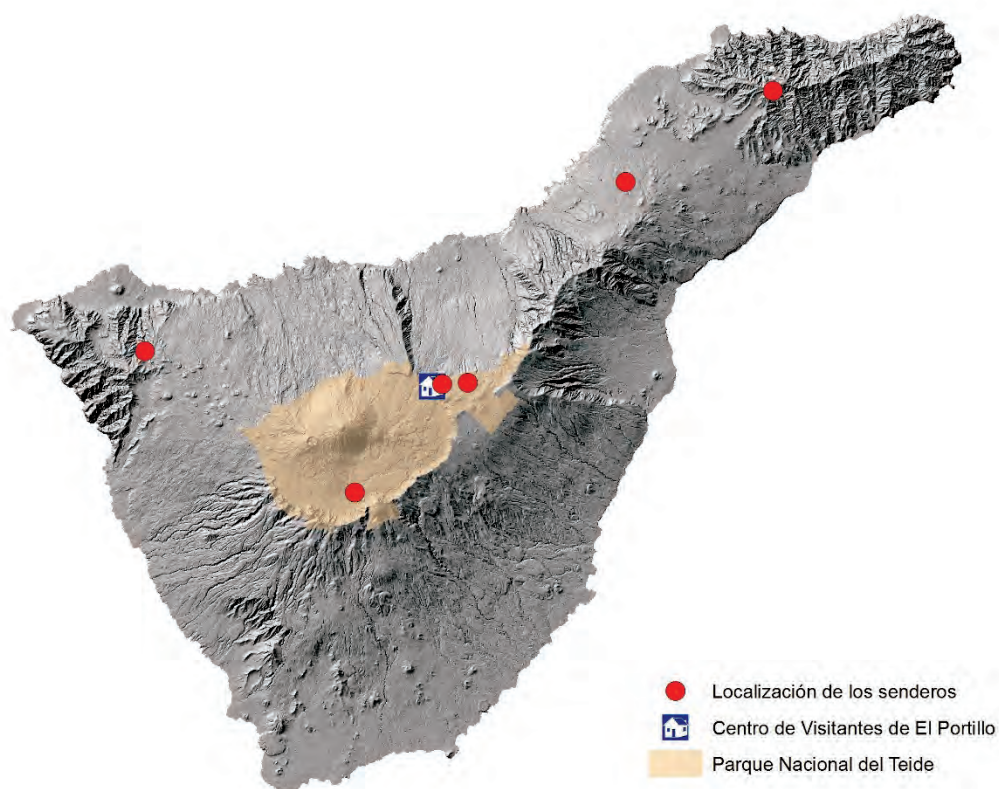 Localización de los senderos
Centro de Visitantes de El Portillo
Parque Nacional del Teide